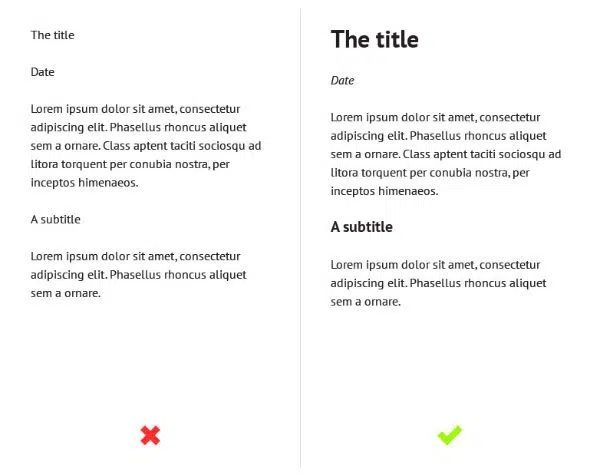 The title
Date
Lorem ipsum dolor sit amet, consectetur
adipiscing elit. Phasellus rhoncus aliquet
sem a ornare. Class aptent taciti sociosqu ad
litora torquent per conubia nostra, per
inceptos himenaeos.
A subtitle
Lorem ipsum dolor sit amet, consectetur
adipiscing elit. Phasellus rhoncus aliquet
sem a ornare.
The title
Date
Lorem ipsum dolor sit amet, consectetur
adipiscing elit. Phasellus rhoncus aliquet
sem a ornare. Class aptent taciti sociosqu ad
litora torquent per conubia nostra, per
inceptos himenaeos.
A subtitle
Lorem ipsum dolor sit amet, consectetur
adipiscing elit. Phasellus rhoncus aliquet
sem a ornare.